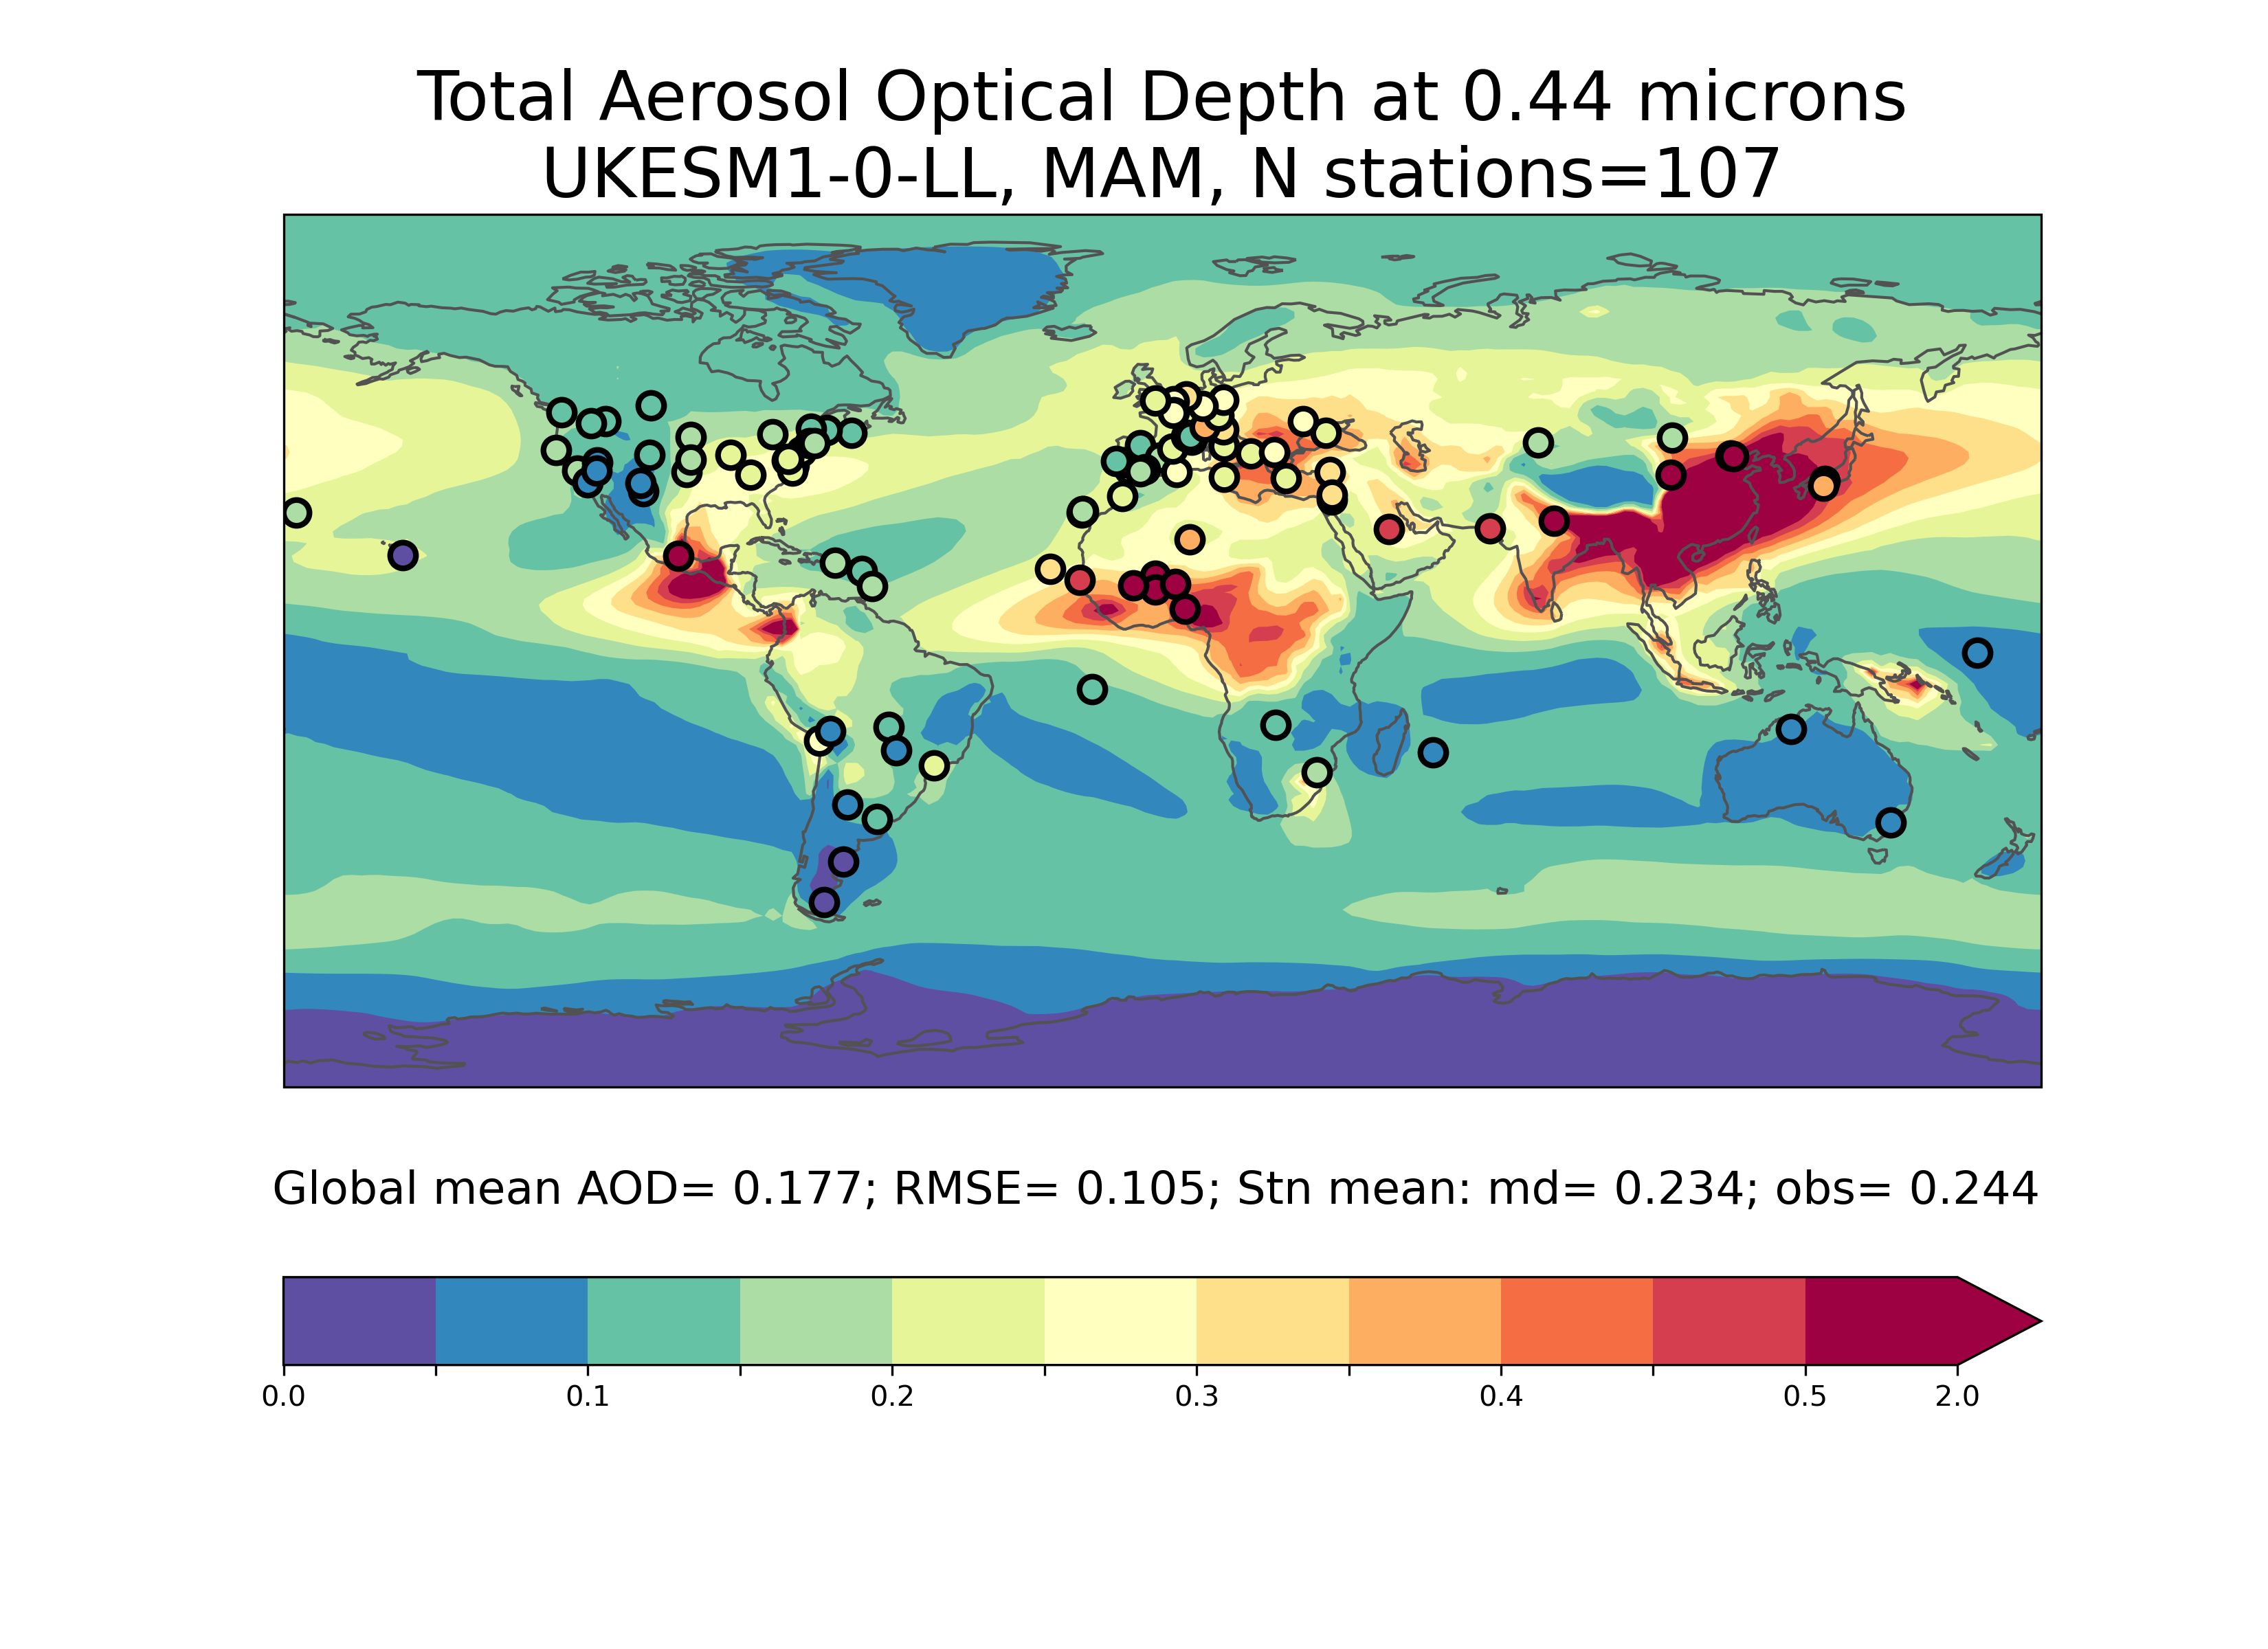 Total Aerosol Optical Depth at 0.44 microns
UKESM1-0-LL, MAM, N stations=107
Global mean AOD= 0.177; RMSE= 0.105; Stn mean: md= 0.234; obs= 0.244
0.0 0.1 0.2 0.3 0.4 0.5 2.0